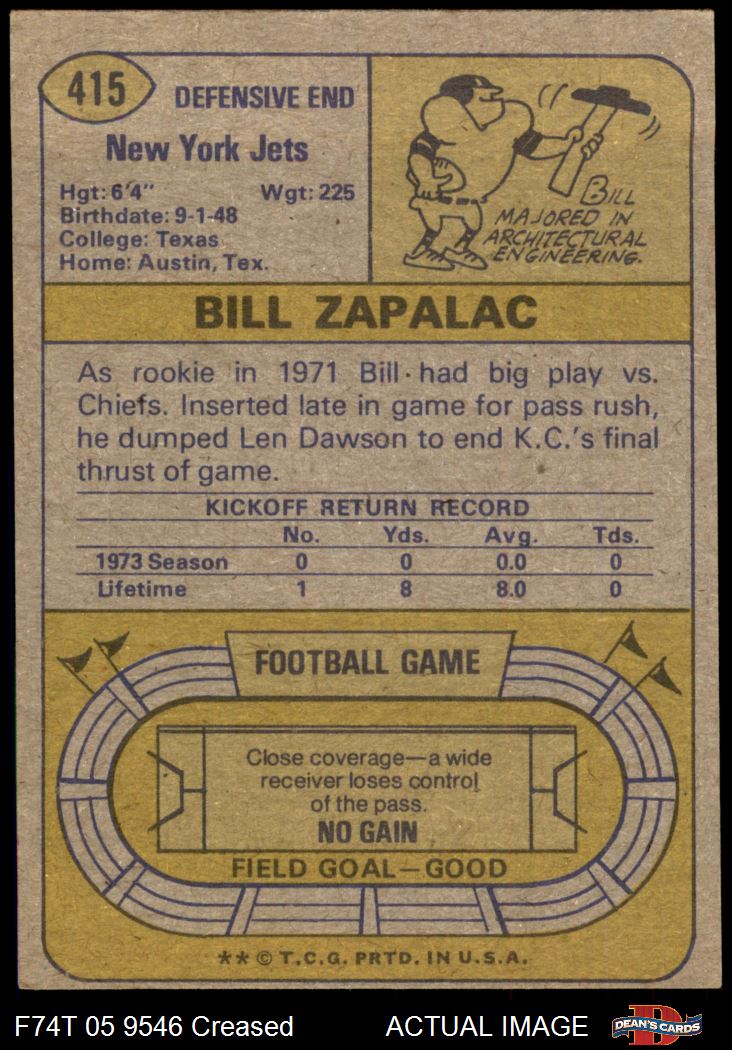 415
DEFENSIVE END
New York Jets
Hgt: 6'4" Wgt: 225
Birthdate: 9-1-48
College: Texas
Home: Austin, Tex.
BILL
MAJORED IN
ARCHITECTURAL
ENGINEERING.
BILL ZAPALAC
As rookie in 1971 Bill had big play vs.
Chiefs. Inserted late in game for pass rush,
he dumped Len Dawson to end K.C.'s final
thrust of game.
KICKOFF RETURN RECORD
No. Yds. Avg. Tds.
1973 Season 0 0 0.0 0
Lifetime 1 8 8.0 0
FOOTBALL GAME
Close coverage—a wide
receiver loses control
of the pass.
NO GAIN
FIELD GOAL—GOOD
** © T.C.G. PRTD. IN U.S.A.
F74T 05 9546 Creased ACTUAL IMAGE
DEAN'S CARDS